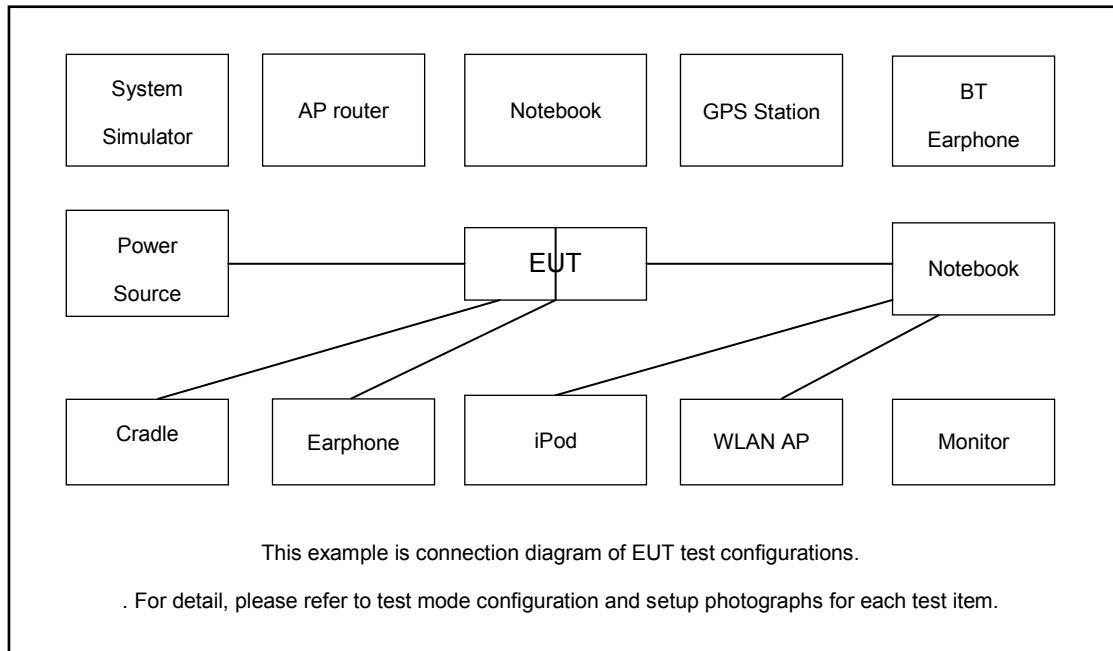 System
Simulator
AP router
Notebook
GPS Station
BT
Earphone
Power
Source
EUT
Notebook
Cradle
Earphone
iPod
WLAN AP
Monitor
This example is connection diagram of EUT test configurations.
. For detail, please refer to test mode configuration and setup photographs for each test item.